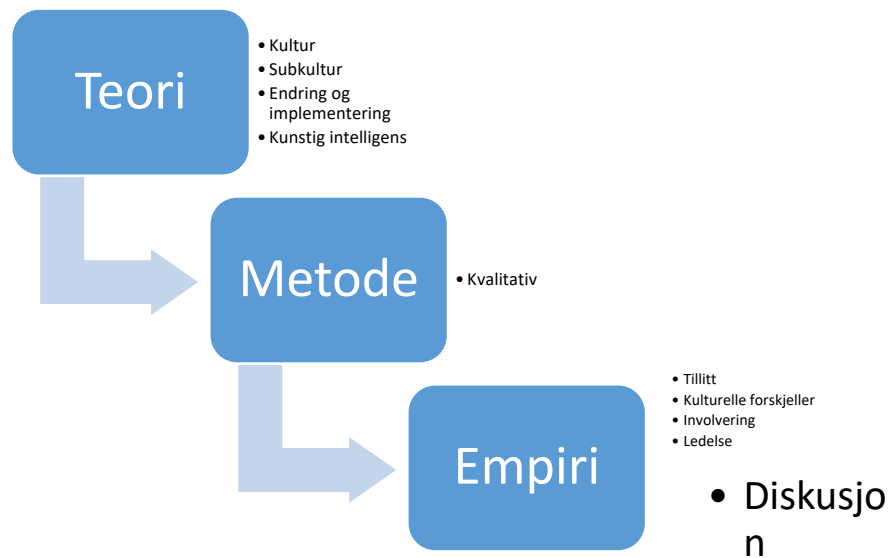 Teori
• Kultur
• Subkultur
• Endring og
implementering
• Kunstig intelligens
Metode
• Kvalitativ
Empiri
• Tillitt
• Kulturelle forskjeller
• Involvering
• Ledelse
• Diskusjo
n